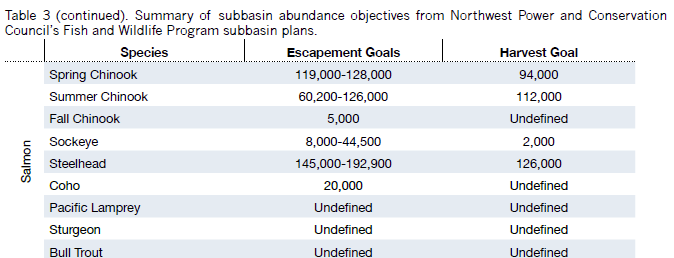 Table 3 (continued). Summary of subbasin abundance objectives from Northwest Power and Conservation
Council's Fish and Wildlife Program subbasin plans.
Species Escapement Goals Harvest Goal
Salmon
Spring Chinook 119,000-128,000 94,000
Summer Chinook 60,200-126,000 112,000
Fall Chinook 5,000 Undefined
Sockeye 8,000-44,500 2,000
Steelhead 145,000-192,900 126,000
Coho 20,000 Undefined
Pacific Lamprey Undefined Undefined
Sturgeon Undefined Undefined
Bull Trout Undefined Undefined